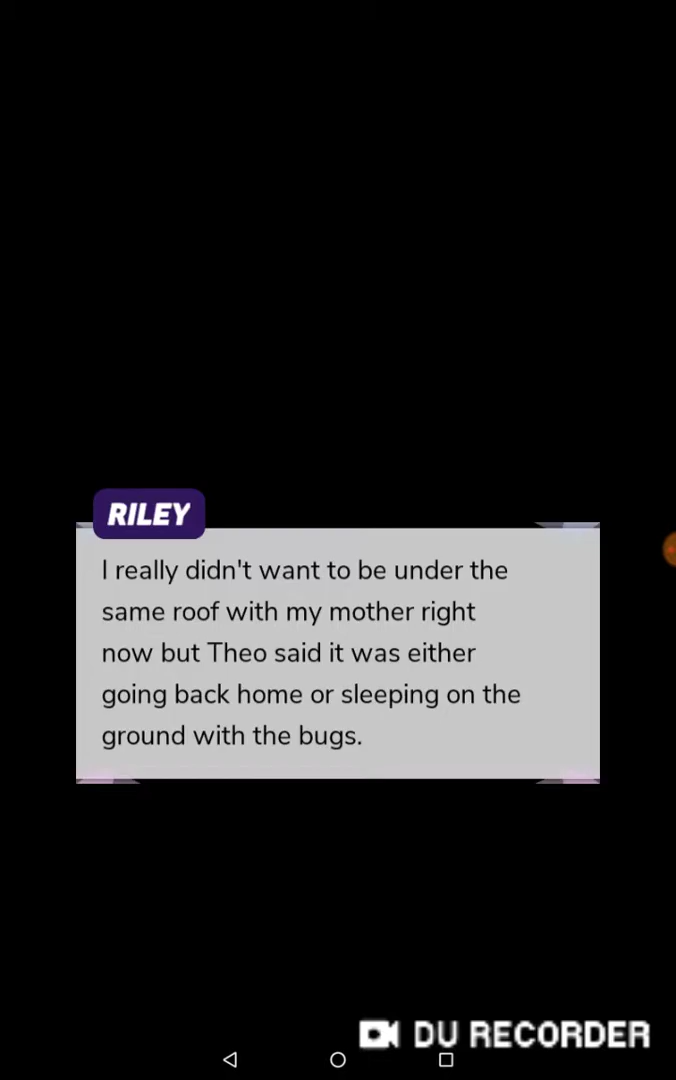 RILEY
I really didn't want to be under the
same roof with my mother right
now but Theo said it was either
going back home or sleeping on the
ground with the bugs.
DU RECORDER